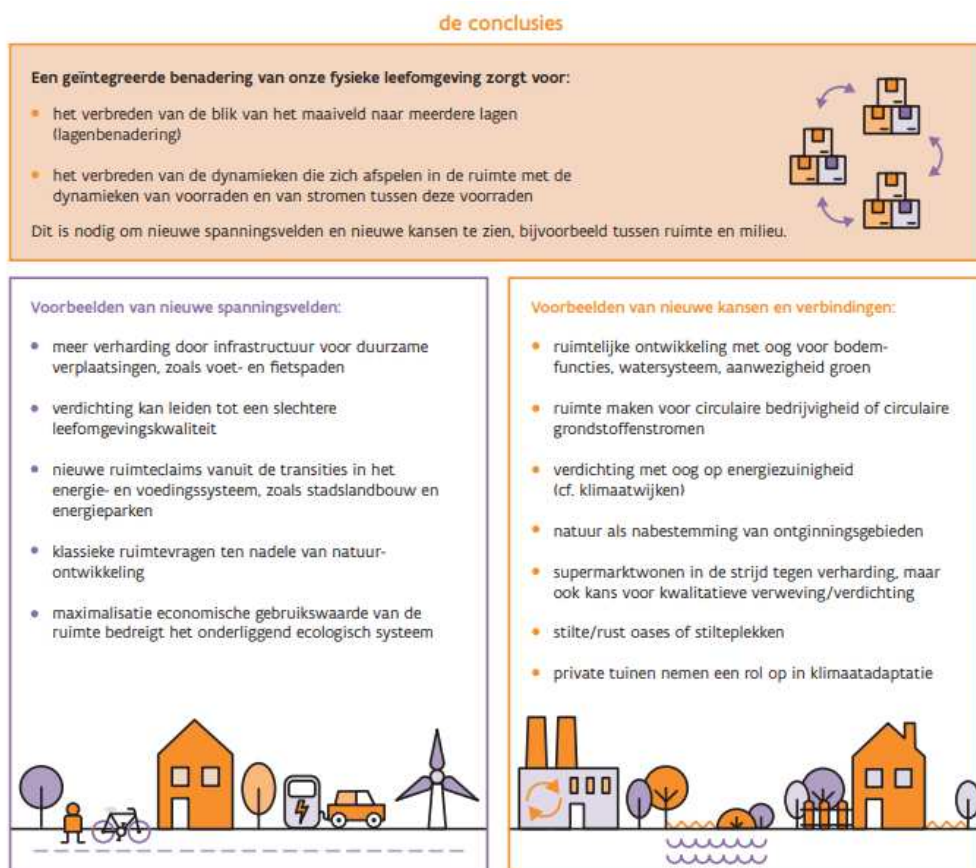 de conclusies
Een geïntegreerde benadering van onze fysieke leefomgeving zorgt voor:
• het verbreden van de blik van het maaiveld naar meerdere lagen
(lagenbenadering)
• het verbreden van de dynamieken die zich afspelen in de ruimte met de
dynamieken van voorraden en van stromen tussen deze voorraden
Dit is nodig om nieuwe spanningsvelden en nieuwe kansen te zien, bijvoorbeeld tussen ruimte en milieu.
Voorbeelden van nieuwe spanningsvelden:
• meer verharding door infrastructuur voor duurzame
verplaatsingen, zoals voet- en fietspaden
• verdichting kan leiden tot een slechtere
leefomgevingskwaliteit
• nieuwe ruimteclaims vanuit de transities in het
energie- en voedingssysteem, zoals stadslandbouw en
energieparken
• klassieke ruimtevragen ten nadele van natuur-
ontwikkeling
• maximalisatie economische gebruikswaarde van de
ruimte bedreigt het onderliggend ecologisch systeem
Voorbeelden van nieuwe kansen en verbindingen:
• ruimtelijke ontwikkeling met oog voor bodem-
functies, watersysteem, aanwezigheid groen
• ruimte maken voor circulaire bedrijvigheid of circulaire
grondstoffenstromen
• verdichting met oog op energiezuinigheid
(cf. klimaatwijken)
• natuur als nabestemming van ontginningsgebieden
• supermarktwonen in de strijd tegen verharding, maar
ook kans voor kwalitatieve verweving/verdichting
• stilte/rust oases of stilteplekken
• private tuinen nemen een rol op in klimaatadaptatie